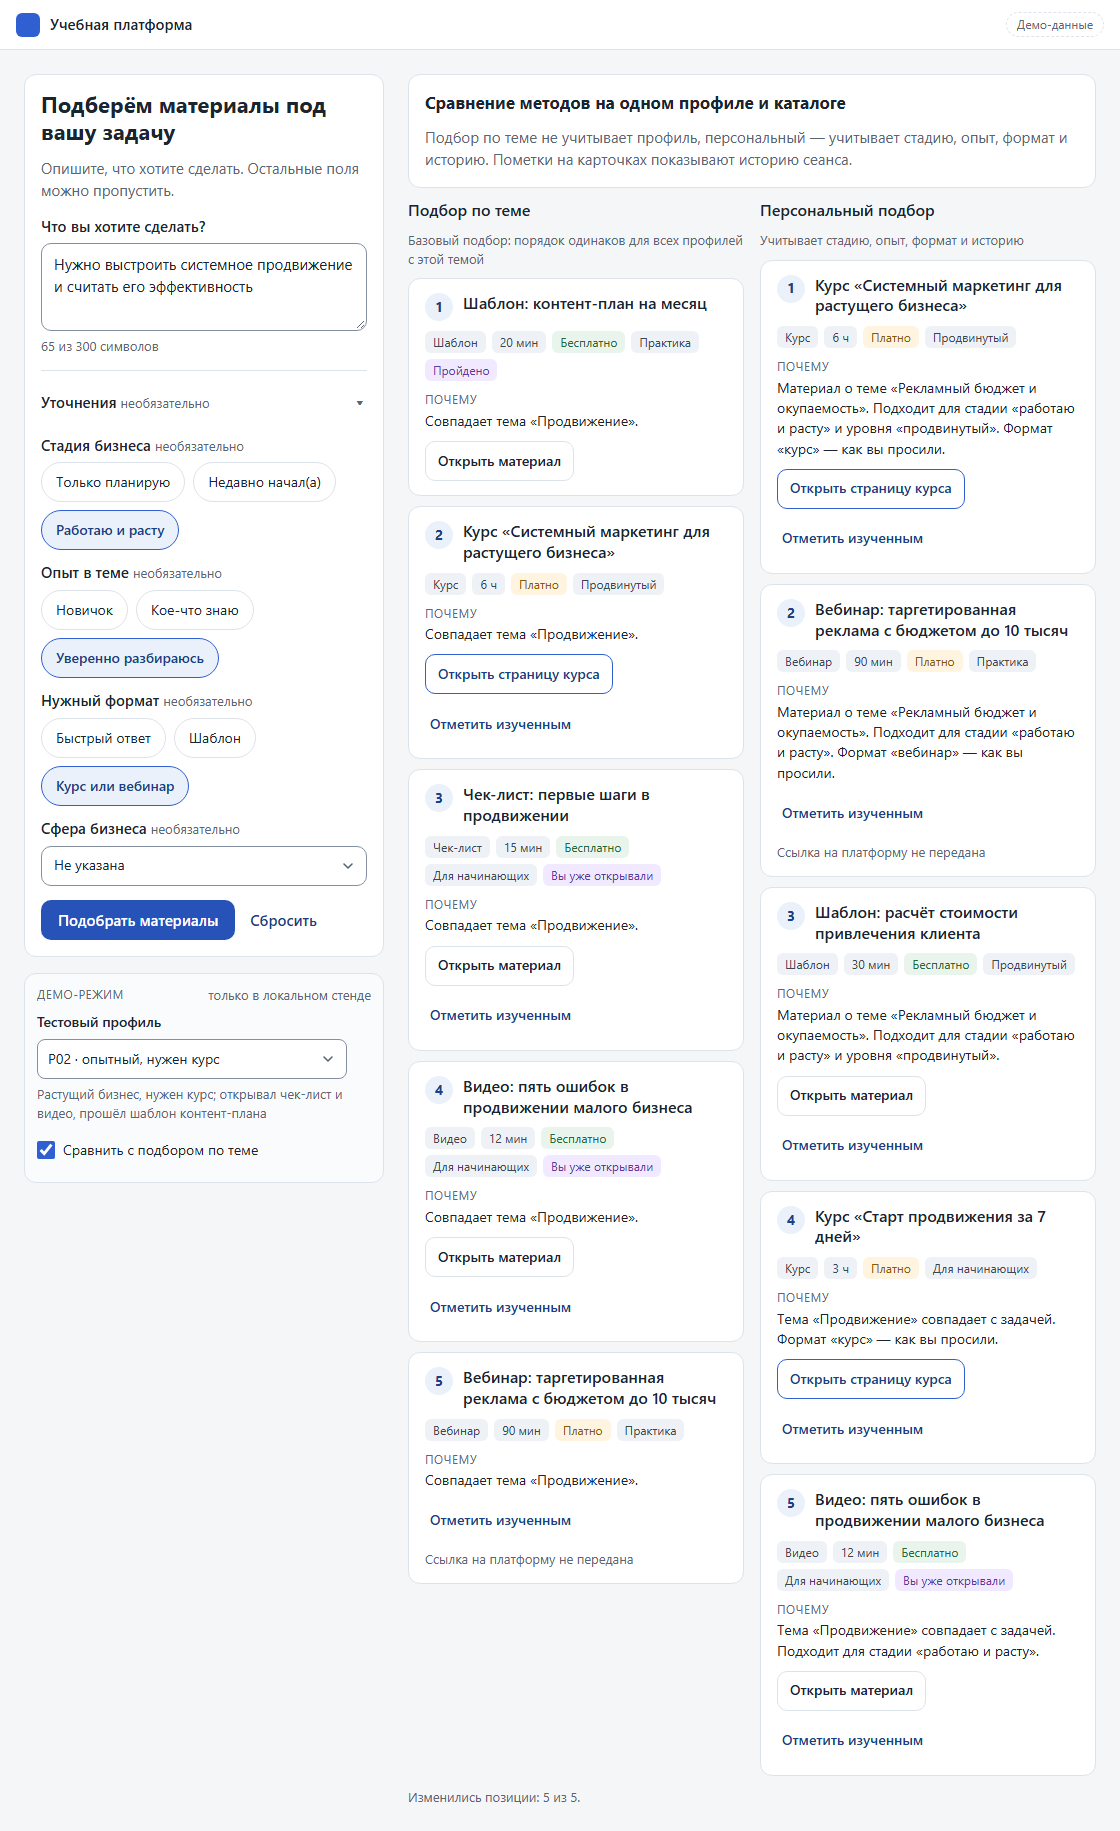 Учебная платформа
Демо-данные
Подберём материалы под
вашу задачу
Опишите, что хотите сделать. Остальные поля
можно пропустить.
Что вы хотите сделать?
Нужно выстроить системное продвижение
и считать его эффективность
65 из 300 символов
Уточнения необязательно
Стадия бизнеса необязательно
Только планирую
Недавно начал(а)
Работаю и расту
Опыт в теме необязательно
Новичок
Кое-что знаю
Уверенно разбираюсь
Нужный формат необязательно
Быстрый ответ
Шаблон
Курс или вебинар
Сфера бизнеса необязательно
Не указана
Подобрать материалы
Сбросить
ДЕМО-РЕЖИМ
только в локальном стенде
Тестовый профиль
P02 · опытный, нужен курс
Растущий бизнес, нужен курс; открывал чек-лист и
видео, прошёл шаблон контент-плана
Сравнить с подбором по теме
Сравнение методов на одном профиле и каталоге
Подбор по теме не учитывает профиль, персональный — учитывает стадию, опыт, формат и
историю. Пометки на карточках показывают историю сеанса.
Подбор по теме
Базовый подбор: порядок одинаков для всех профилей
с этой темой
1
Шаблон: контент-план на месяц
Шаблон
20 мин
Бесплатно
Практика
Пройдено
ПОЧЕМУ
Совпадает тема «Продвижение».
Открыть материал
2
Курс «Системный маркетинг для
растущего бизнеса»
Курс
6 ч
Платно
Продвинутый
ПОЧЕМУ
Совпадает тема «Продвижение».
Открыть страницу курса
Отметить изученным
3
Чек-лист: первые шаги в
продвижении
Чек-лист
15 мин
Бесплатно
Для начинающих
Вы уже открывали
ПОЧЕМУ
Совпадает тема «Продвижение».
Открыть материал
Отметить изученным
4
Видео: пять ошибок в
продвижении малого бизнеса
Видео
12 мин
Бесплатно
Для начинающих
Вы уже открывали
ПОЧЕМУ
Совпадает тема «Продвижение».
Открыть материал
Отметить изученным
5
Вебинар: таргетированная
реклама с бюджетом до 10 тысяч
Вебинар
90 мин
Платно
Практика
ПОЧЕМУ
Совпадает тема «Продвижение».
Отметить изученным
Ссылка на платформу не передана
Персональный подбор
Учитывает стадию, опыт, формат и историю
1
Курс «Системный маркетинг для
растущего бизнеса»
Курс
6 ч
Платно
Продвинутый
ПОЧЕМУ
Материал о теме «Рекламный бюджет и
окупаемость». Подходит для стадии «работаю
и расту» и уровня «продвинутый». Формат
«курс» — как вы просили.
Открыть страницу курса
Отметить изученным
2
Вебинар: таргетированная
реклама с бюджетом до 10 тысяч
Вебинар
90 мин
Платно
Практика
ПОЧЕМУ
Материал о теме «Рекламный бюджет и
окупаемость». Подходит для стадии «работаю
и расту». Формат «вебинар» — как вы
просили.
Отметить изученным
Ссылка на платформу не передана
3
Шаблон: расчёт стоимости
привлечения клиента
Шаблон
30 мин
Бесплатно
Продвинутый
ПОЧЕМУ
Материал о теме «Рекламный бюджет и
окупаемость». Подходит для стадии «работаю
и расту» и уровня «продвинутый».
Открыть материал
Отметить изученным
4
Курс «Старт продвижения за 7
дней»
Курс
3 ч
Платно
Для начинающих
ПОЧЕМУ
Тема «Продвижение» совпадает с задачей.
Формат «курс» — как вы просили.
Открыть страницу курса
Отметить изученным
5
Видео: пять ошибок в
продвижении малого бизнеса
Видео
12 мин
Бесплатно
Для начинающих
Вы уже открывали
ПОЧЕМУ
Тема «Продвижение» совпадает с задачей.
Подходит для стадии «работаю и расту».
Открыть материал
Отметить изученным
Изменились позиции: 5 из 5.